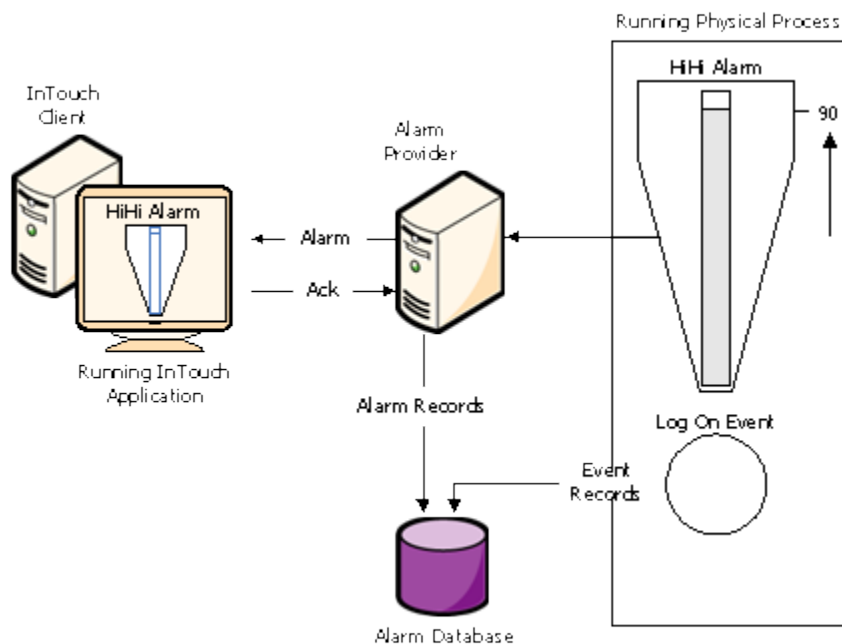 Running Physical Process
HiHi Alarm
90
InTouch
Client
Alarm
Provider
HiHi Alarm
Alarm
Ack
Running InTouch
Application
Alarm Records
Log On Event
Event
Records
Alarm Database